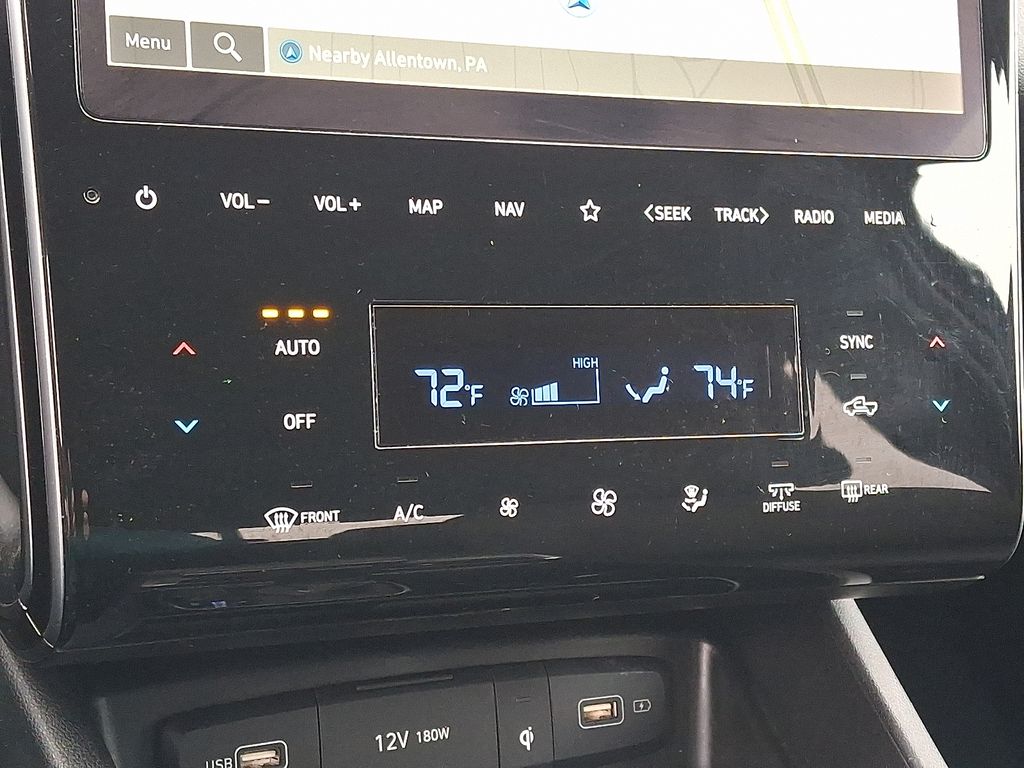 Menu
Nearby Allentown, PA
VOL− VOL+ MAP NAV <SEEK TRACK> RADIO MEDIA
AUTO
HIGH
72°F
74°F
SYNC
OFF
FRONT
A/C
DIFFUSE
REAR
USB
12V 180W
qi